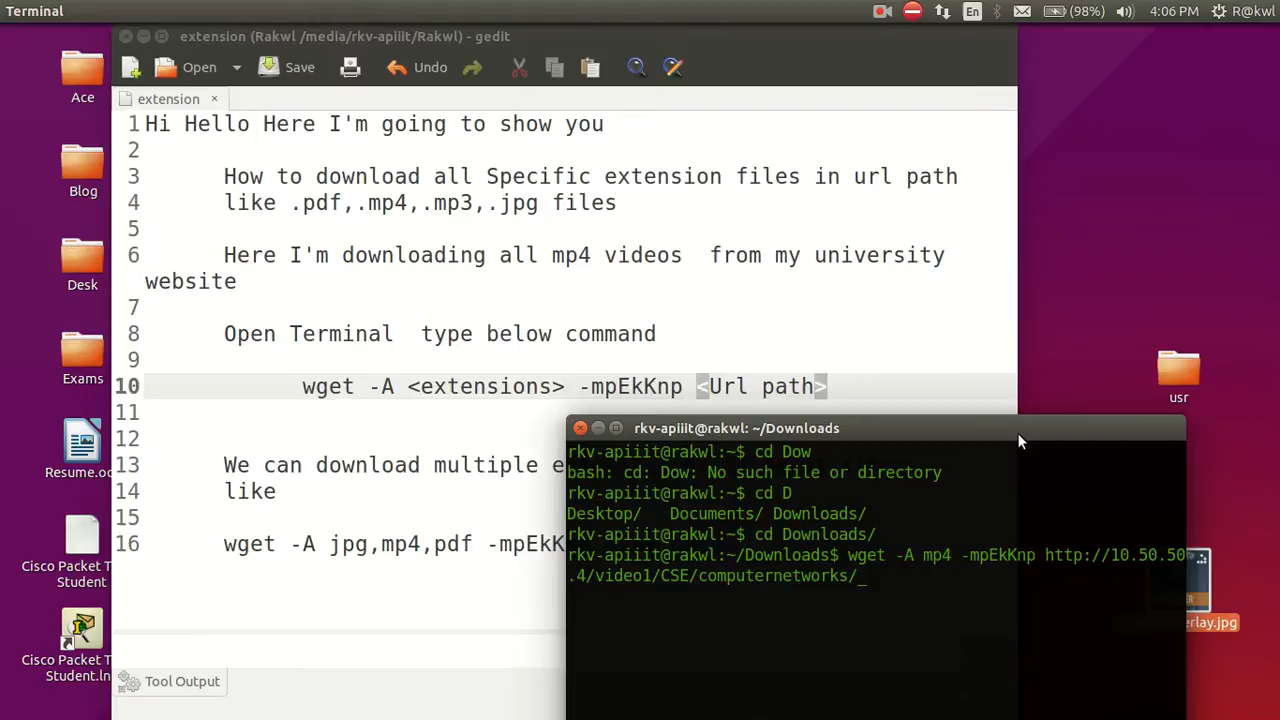 Terminal
En
(98%)
4:06 PM
R@kwl
extension (Rakwl /media/rkv-apiiit/Rakwl) - gedit
Open
Save
Undo
extension ×
1 Hi Hello Here I'm going to show you
2
3 How to download all Specific extension files in url path
4 like .pdf,.mp4,.mp3,.jpg files
5
6 Here I'm downloading all mp4 videos from my university
website
7
8 Open Terminal type below command
9
10 wget -A <extensions> -mpEkKnp <Url path>
11
12
13 We can download multiple
14 like
15
16 wget -A jpg,mp4,pdf
Tool Output
rkv-apiiit@rakwl: ~/Downloads
rkv-apiiit@rakwl:~$ cd Dow
bash: cd: Dow: No such file or directory
rkv-apiiit@rakwl:~$ cd D
Desktop/ Documents/ Downloads/
rkv-apiiit@rakwl:~$ cd Downloads/
rkv-apiiit@rakwl:~/Downloads$ wget -A mp4 -mpEkKnp http://10.50.50
.4/video1/CSE/computernetworks/_
Ace
Blog
Desk
Exams
Cisco Packet T
Student
Cisco Packet T
usr